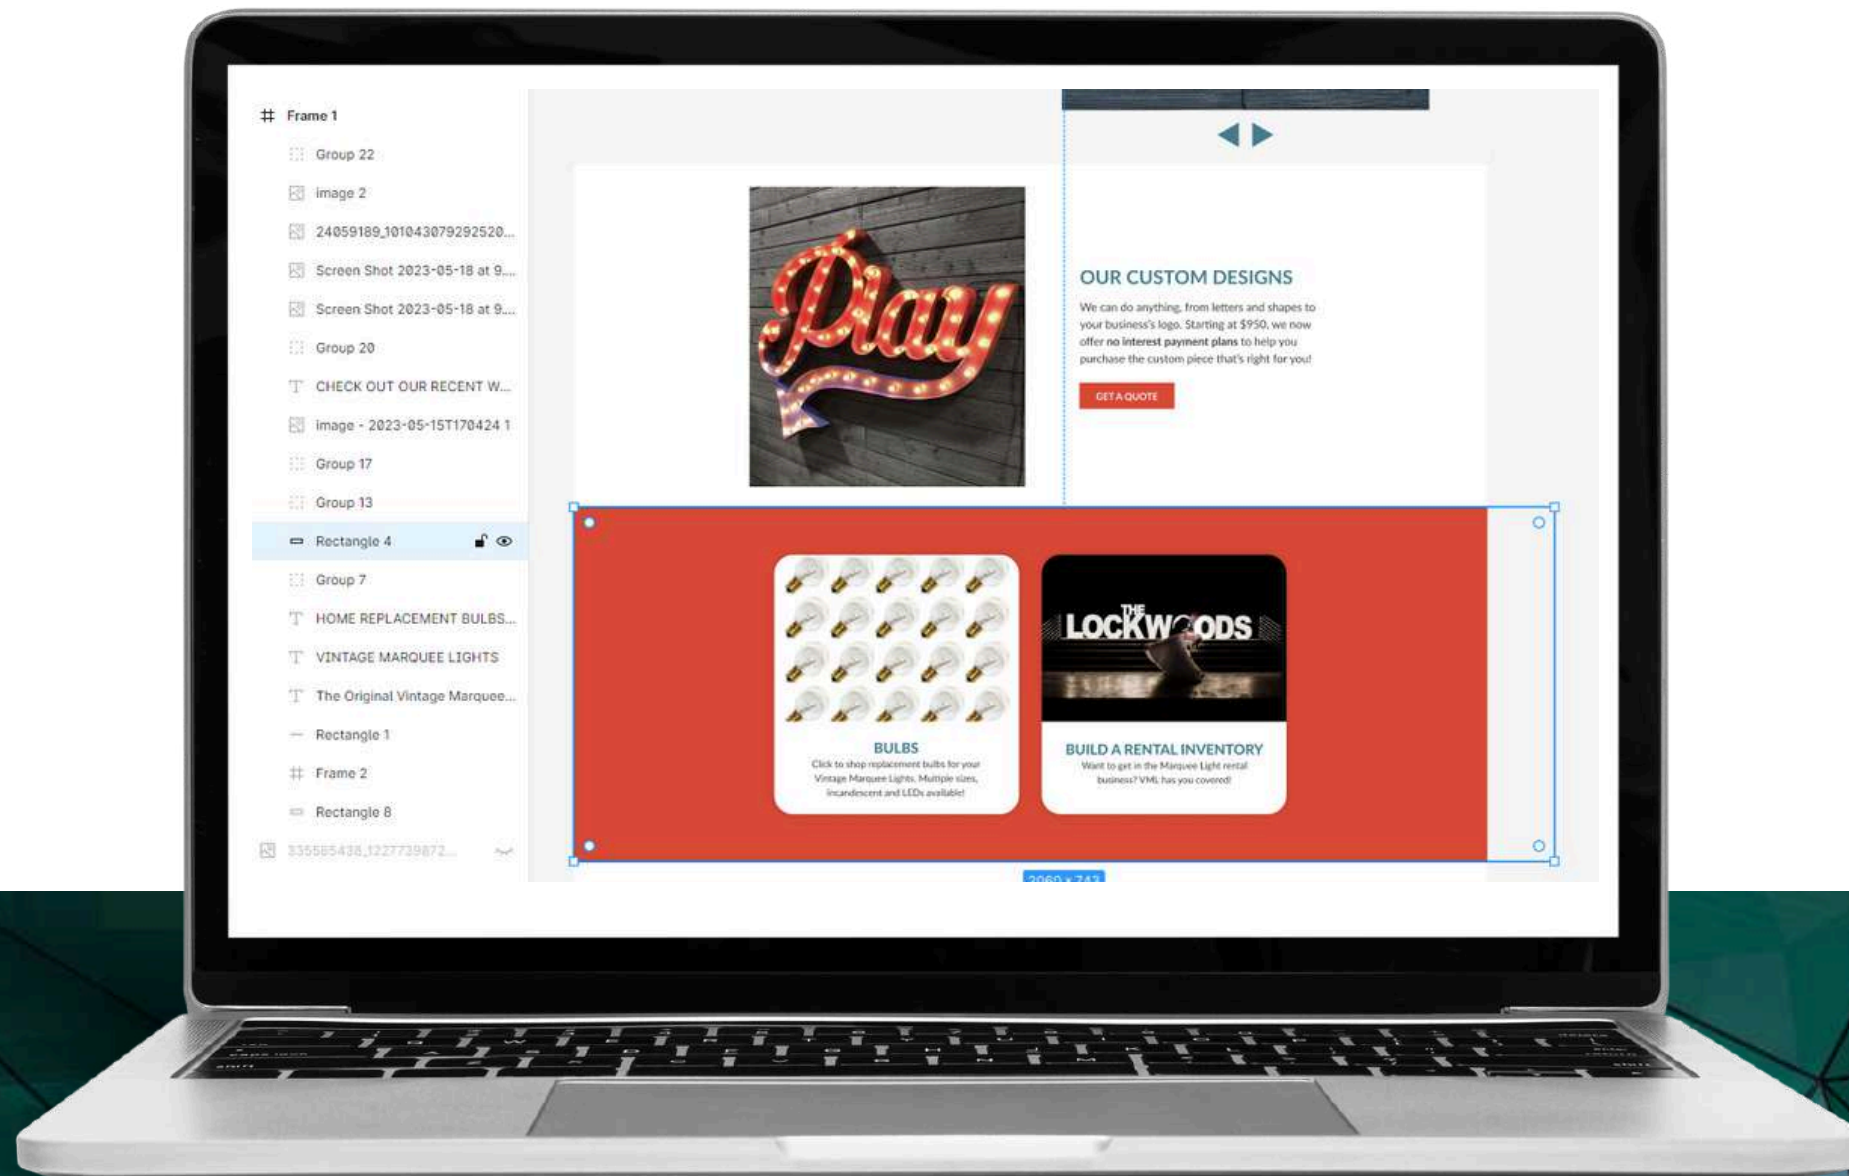 Frame 1
Group 22
image 2
24059189_101043079292520...
Screen Shot 2023-05-18 at 9....
Screen Shot 2023-05-18 at 9....
Group 20
CHECK OUT OUR RECENT W...
image - 2023-05-15T170424 1
Group 17
Group 13
Rectangle 4
Group 7
HOME REPLACEMENT BULBS...
VINTAGE MARQUEE LIGHTS
The Original Vintage Marquee...
Rectangle 1
Frame 2
Rectangle 8
335565438_1227739872...
Play
OUR CUSTOM DESIGNS
We can do anything, from letters and shapes to
your business's logo. Starting at $950, we now
offer no interest payment plans to help you
purchase the custom piece that's right for you!
GET A QUOTE
THE
LOCKWOODS
BULBS
Click to shop replacement bulbs for your
Vintage Marquee Lights. Multiple sizes,
incandescent and LEDs available!
BUILD A RENTAL INVENTORY
Want to get in the Marquee Light rental
business? VML has you covered!
2060 x 743